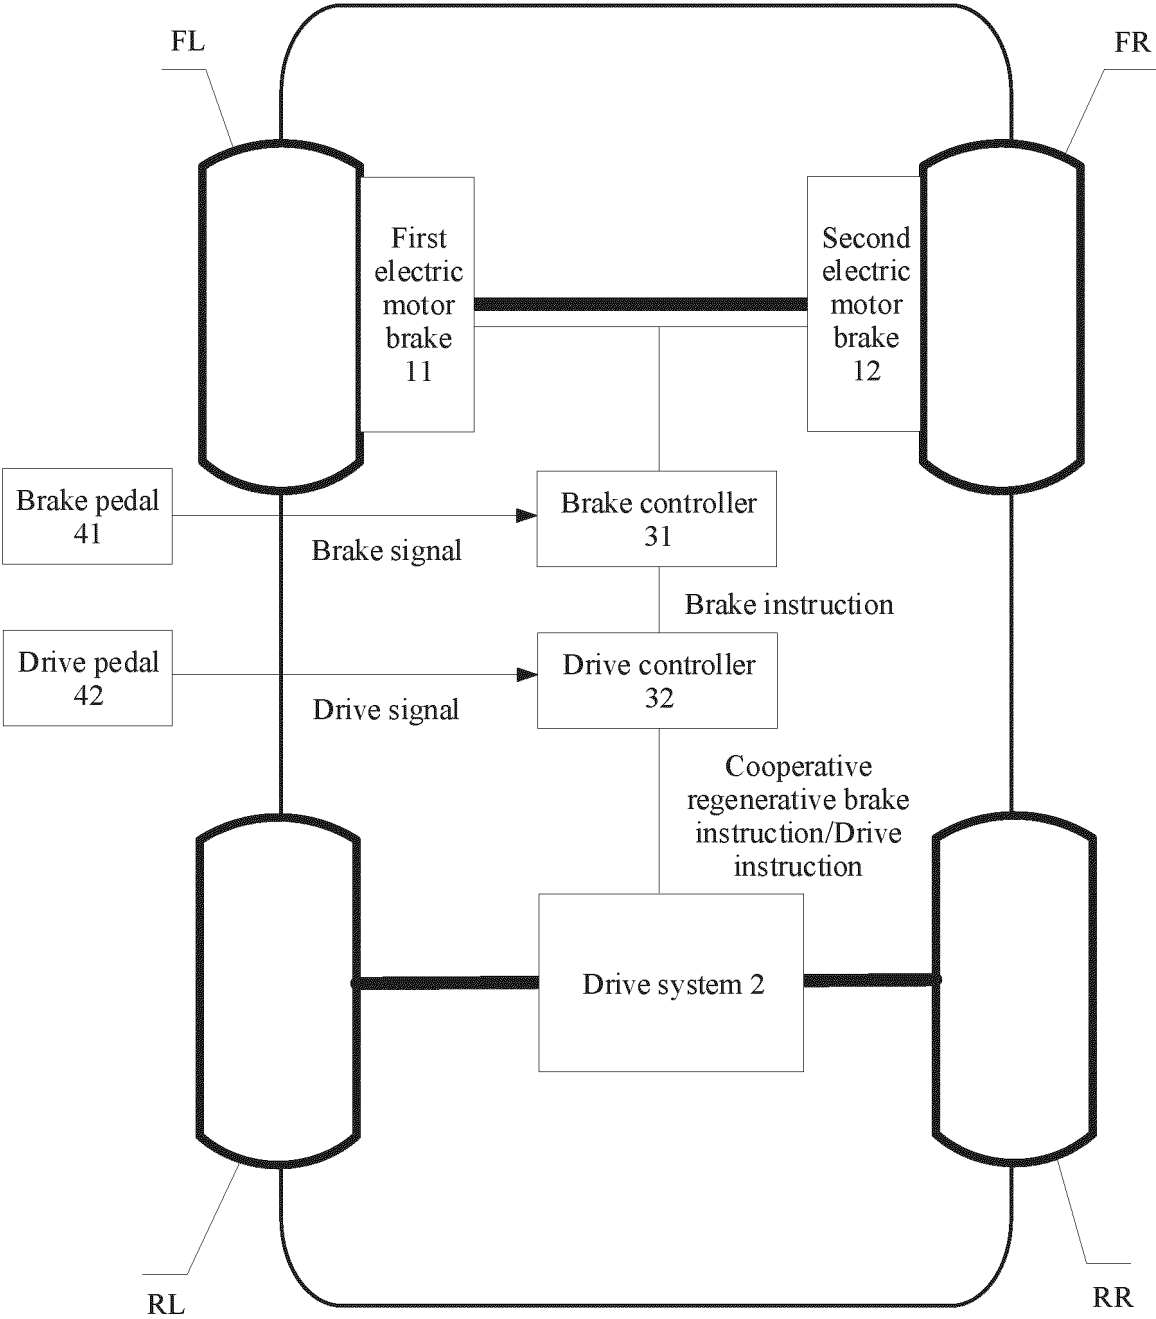 FL
FR
First
electric
motor
brake
11
Second
electric
motor
brake
12
Brake pedal
41
Brake signal
Brake controller
31
Brake instruction
Drive pedal
42
Drive signal
Drive controller
32
Cooperative
regenerative brake
instruction/Drive
instruction
Drive system 2
RL
RR